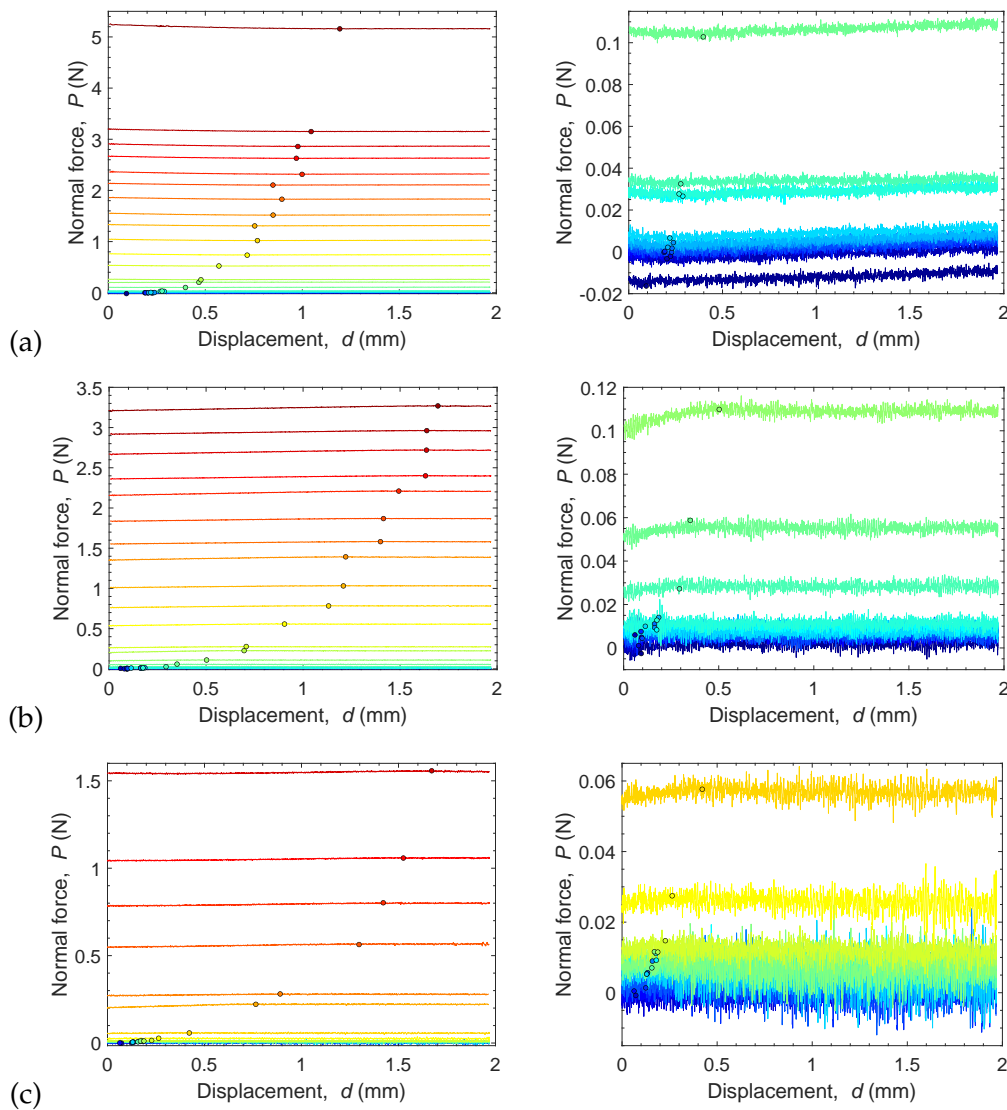 5
4
3
2
1
0
0 0.5 1 1.5 2
Normal force, P (N)
Displacement, d (mm)
0.1
0.08
0.06
0.04
0.02
0
-0.02
0 0.5 1 1.5 2
Normal force, P (N)
Displacement, d (mm)
(a)
3.5
3
2.5
2
1.5
1
0.5
0
0 0.5 1 1.5 2
Normal force, P (N)
Displacement, d (mm)
0.12
0.1
0.08
0.06
0.04
0.02
0
0 0.5 1 1.5 2
Normal force, P (N)
Displacement, d (mm)
(b)
1.5
1
0.5
0
0 0.5 1 1.5 2
Normal force, P (N)
Displacement, d (mm)
0.06
0.04
0.02
0
0 0.5 1 1.5 2
Normal force, P (N)
Displacement, d (mm)
(c)